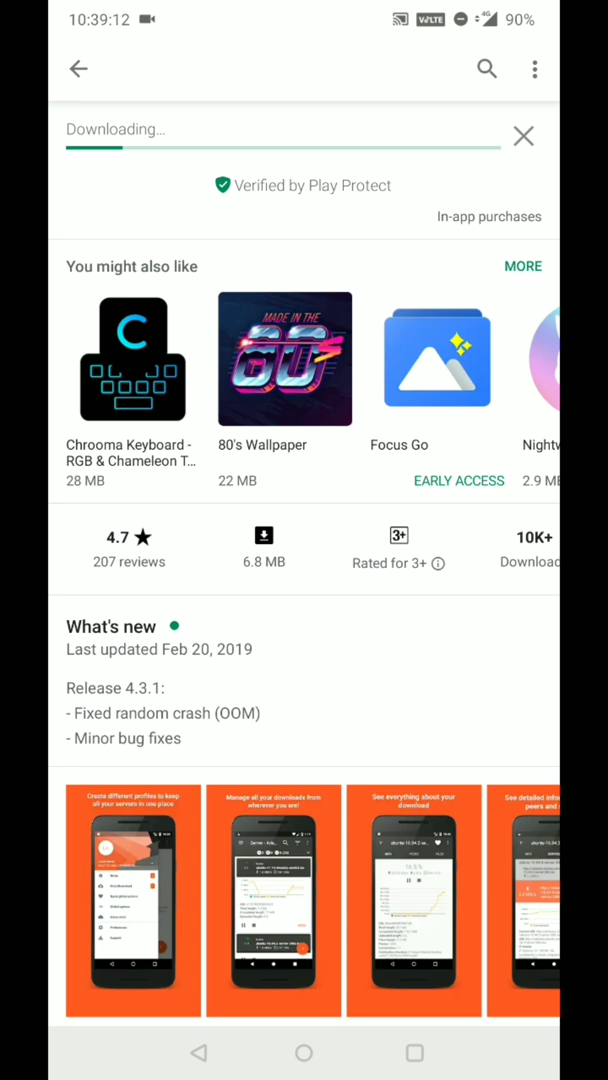 10:39:12
VoLTE
4G
90%
Downloading...
Verified by Play Protect
In-app purchases
You might also like
MORE
MADE IN THE
80S
C
Chrooma Keyboard -
RGB & Chameleon T...
28 MB
80's Wallpaper
22 MB
Focus Go
EARLY ACCESS
2.9
4.7
207 reviews
6.8 MB
3+
Rated for 3+
10K+
What's new
Last updated Feb 20, 2019
Release 4.3.1:
- Fixed random crash (OOM)
- Minor bug fixes
Create different profiles to keep
all your servers in one place
Manage all your downloads from
wherever you are!
See everything about your
download
See detailed
peers and